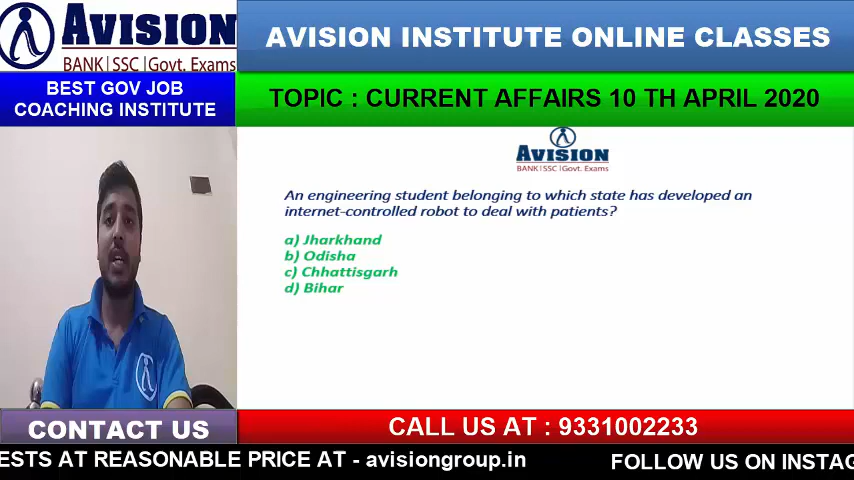 AVISION
BANK|SSC|Govt. Exams
AVISION INSTITUTE ONLINE CLASSES
BEST GOV JOB
COACHING INSTITUTE
TOPIC : CURRENT AFFAIRS 10 TH APRIL 2020
AVISION
BANK|SSC|Govt. Exams
An engineering student belonging to which state has developed an
internet-controlled robot to deal with patients?
a) Jharkhand
b) Odisha
c) Chhattisgarh
d) Bihar
CONTACT US
CALL US AT : 9331002233
ESTS AT REASONABLE PRICE AT - avisiongroup.in
FOLLOW US ON INSTAG